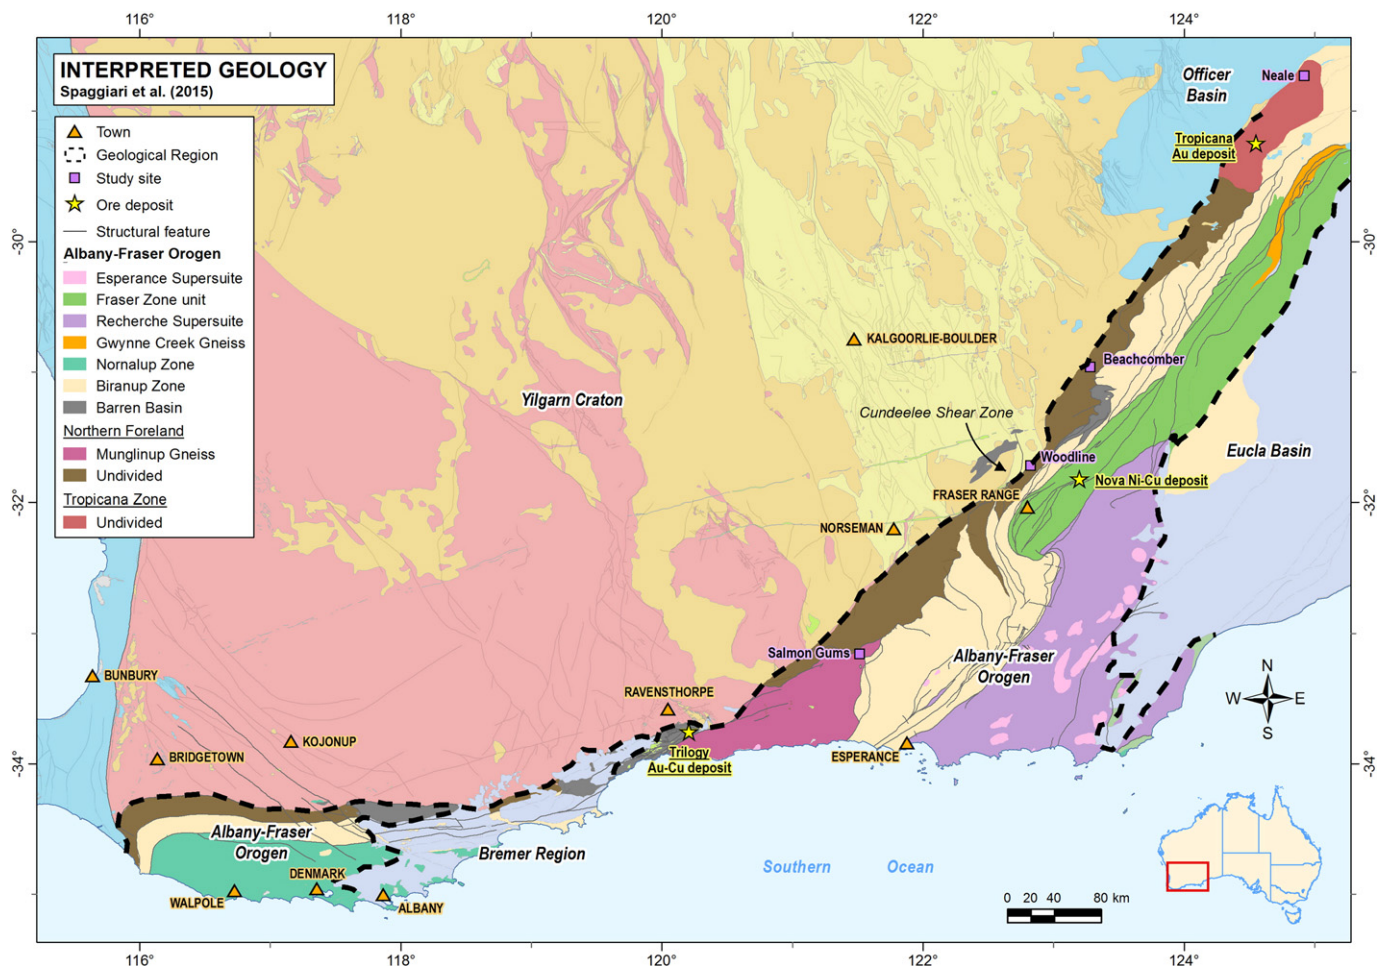 116°
118°
120°
122°
124°
INTERPRETED GEOLOGY
Spaggiari et al. (2015)
Town
Geological Region
Study site
Ore deposit
Structural feature
Albany-Fraser Orogen
Esperance Supersuite
Fraser Zone unit
Recherche Supersuite
Gwynne Creek Gneiss
Nornalup Zone
Biranup Zone
Barren Basin
Northern Foreland
Munglinup Gneiss
Undivided
Tropicana Zone
Undivided
Officer
Basin
Neale
Tropicana
Au deposit
-30°
-30°
KALGOORLIE-BOULDER
Beachcomber
Yilgarn Craton
Cundeelee Shear Zone
Eucla Basin
Woodline
Nova Ni-Cu deposit
FRASER RANGE
-32°
-32°
NORSEMAN
Salmon Gums
Albany-Fraser
Orogen
BUNBURY
RAVENSTHORPE
N
W
E
S
KOJONUP
BRIDGETOWN
Trilogy
Au-Cu deposit
ESPERANCE
-34°
-34°
Albany-Fraser
Orogen
Bremer Region
DENMARK
WALPOLE
ALBANY
Southern Ocean
0 20 40 80 km
116°
118°
120°
122°
124°